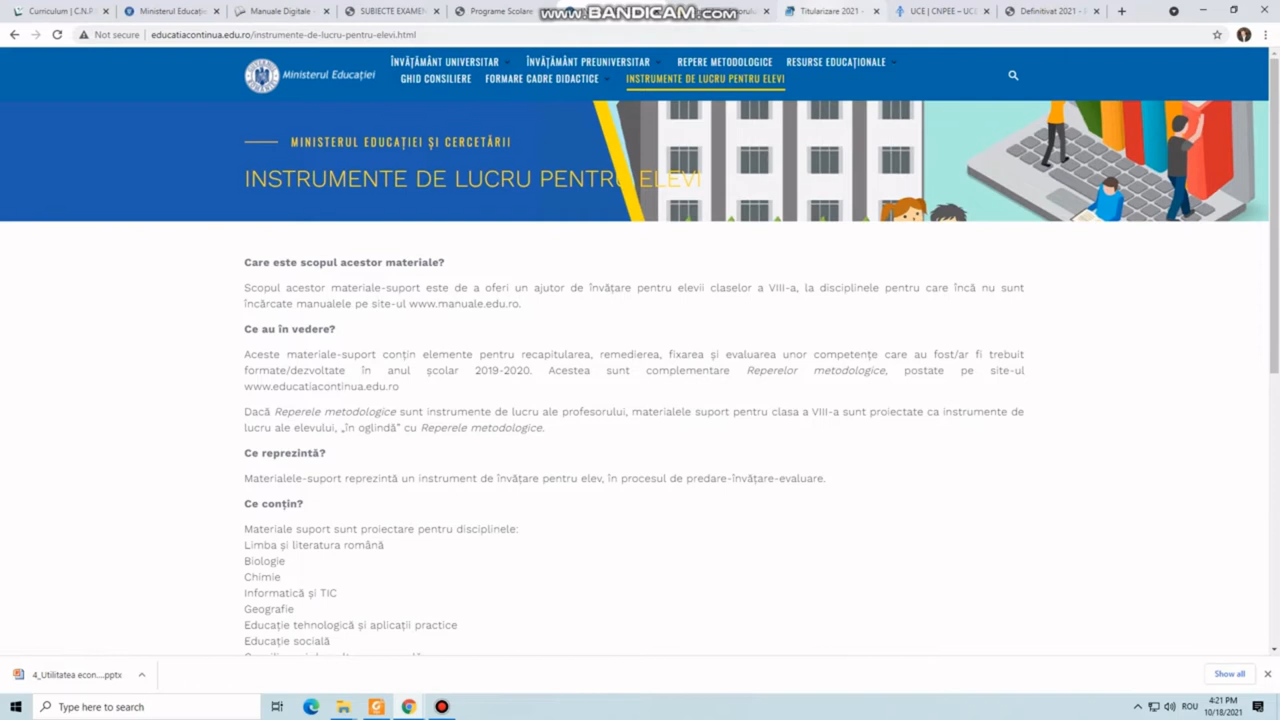 Curriculum | C.N.P.
Ministerul Educație
Manuale Digitale -
SUBIECTE EXAMEN
Programe Scolare
www.BANDICAM.com
Titularizare 2021 -
UCE | CNPEE – UCE
Definitivat 2021 -
Not secure
educatiacontinua.edu.ro/instrumente-de-lucru-pentru-elevi.html
Ministerul Educației
ÎNVĂȚĂMÂNT UNIVERSITAR
ÎNVĂȚĂMÂNT PREUNIVERSITAR
REPERE METODOLOGICE
RESURSE EDUCAȚIONALE
GHID CONSILIERE
FORMARE CADRE DIDACTICE
INSTRUMENTE DE LUCRU PENTRU ELEVI
MINISTERUL EDUCAȚIEI ȘI CERCETĂRII
INSTRUMENTE DE LUCRU PENTRU ELEVI
Care este scopul acestor materiale?
Scopul acestor materiale-suport este de a oferi un ajutor de învățare pentru elevii claselor a VIII-a, la disciplinele pentru care încă nu sunt
încărcate manualele pe site-ul www.manuale.edu.ro.
Ce au în vedere?
Aceste materiale-suport conțin elemente pentru recapitularea, remedierea, fixarea și evaluarea unor competențe care au fost/ar fi trebuit
formate/dezvoltate în anul școlar 2019-2020. Acestea sunt complementare Reperelor metodologice, postate pe site-ul
www.educatiacontinua.edu.ro
Dacă Reperele metodologice sunt instrumente de lucru ale profesorului, materialele suport pentru clasa a VIII-a sunt proiectate ca instrumente de
lucru ale elevului, „în oglindă” cu Reperele metodologice.
Ce reprezintă?
Materialele-suport reprezintă un instrument de învățare pentru elev, în procesul de predare-învățare-evaluare.
Ce conțin?
Materiale suport sunt proiectare pentru disciplinele:
Limba și literatura română
Biologie
Chimie
Informatică și TIC
Geografie
Educație tehnologică și aplicații practice
Educație socială
4_Utilitatea econ....pptx
Show all
Type here to search
ROU
4:21 PM
10/18/2021